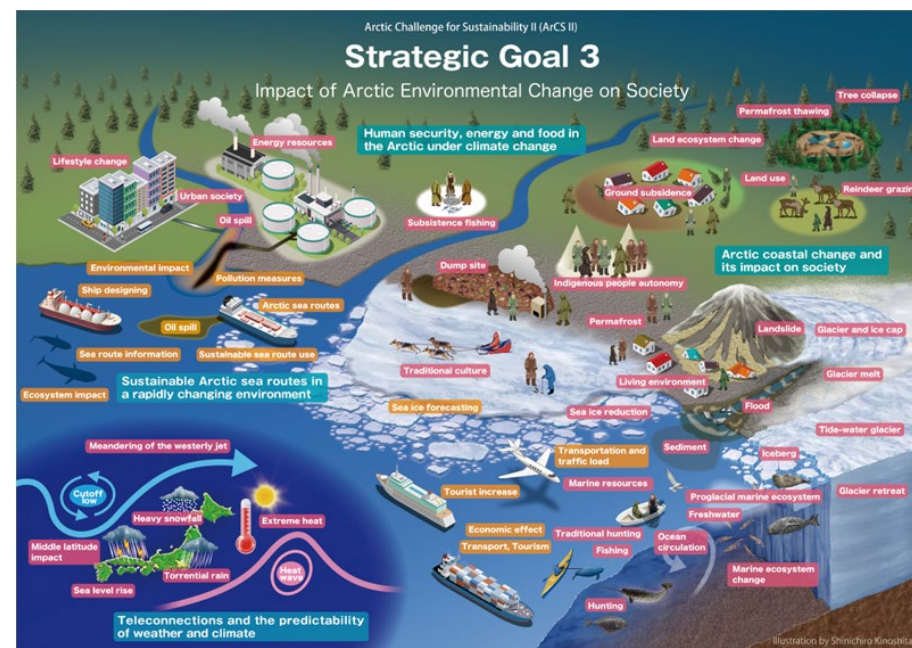 Arctic Challenge for Sustainability II (ArCS II)
Strategic Goal 3
Impact of Arctic Environmental Change on Society
Tree collapse
Permafrost thawing
Energy resources
Human security, energy and food in
the Arctic under climate change
Land ecosystem change
Lifestyle change
Land use
Reindeer grazin
Urban society
Ground subsidence
Oil spill
Subsistence fishing
Arctic coastal change and
its impact on society
Environmental impact
Dump site
Pollution measures
Indigenous people autonomy
Ship designing
Arctic sea routes
Permafrost
Oil spill
Landslide
Glacier and ice cap
Sea route information
Sustainable sea route use
Traditional culture
Glacier melt
Sustainable Arctic sea routes in
a rapidly changing environment
Living environment
Ecosystem impact
Sea ice forecasting
Sea ice reduction
Flood
Tide-water glacier
Meandering of the westerly jet
Sediment
Transportation and
traffic load
Iceberg
Cutoff
low
Tourist increase
Marine resources
Glacier retreat
Proglacial marine ecosystem
Heavy snowfall
Extreme heat
Freshwater
Economic effect
Traditional hunting
Ocean
circulation
Middle latitude
impact
Transport, Tourism
Fishing
Torrential rain
Heat
wave
Marine ecosystem
change
Sea level rise
Hunting
Teleconnections and the predictability
of weather and climate
Illustration by Shinichiro Kinoshita